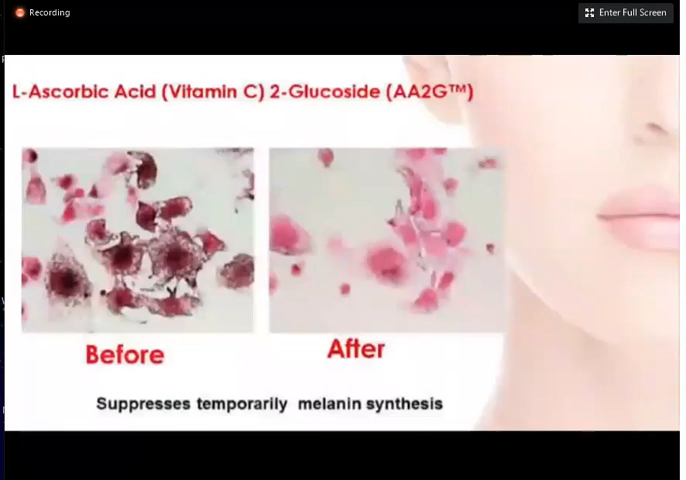 Recording
Enter Full Screen
L-Ascorbic Acid (Vitamin C) 2-Glucoside (AA2G™)
Before
After
Suppresses temporarily melanin synthesis